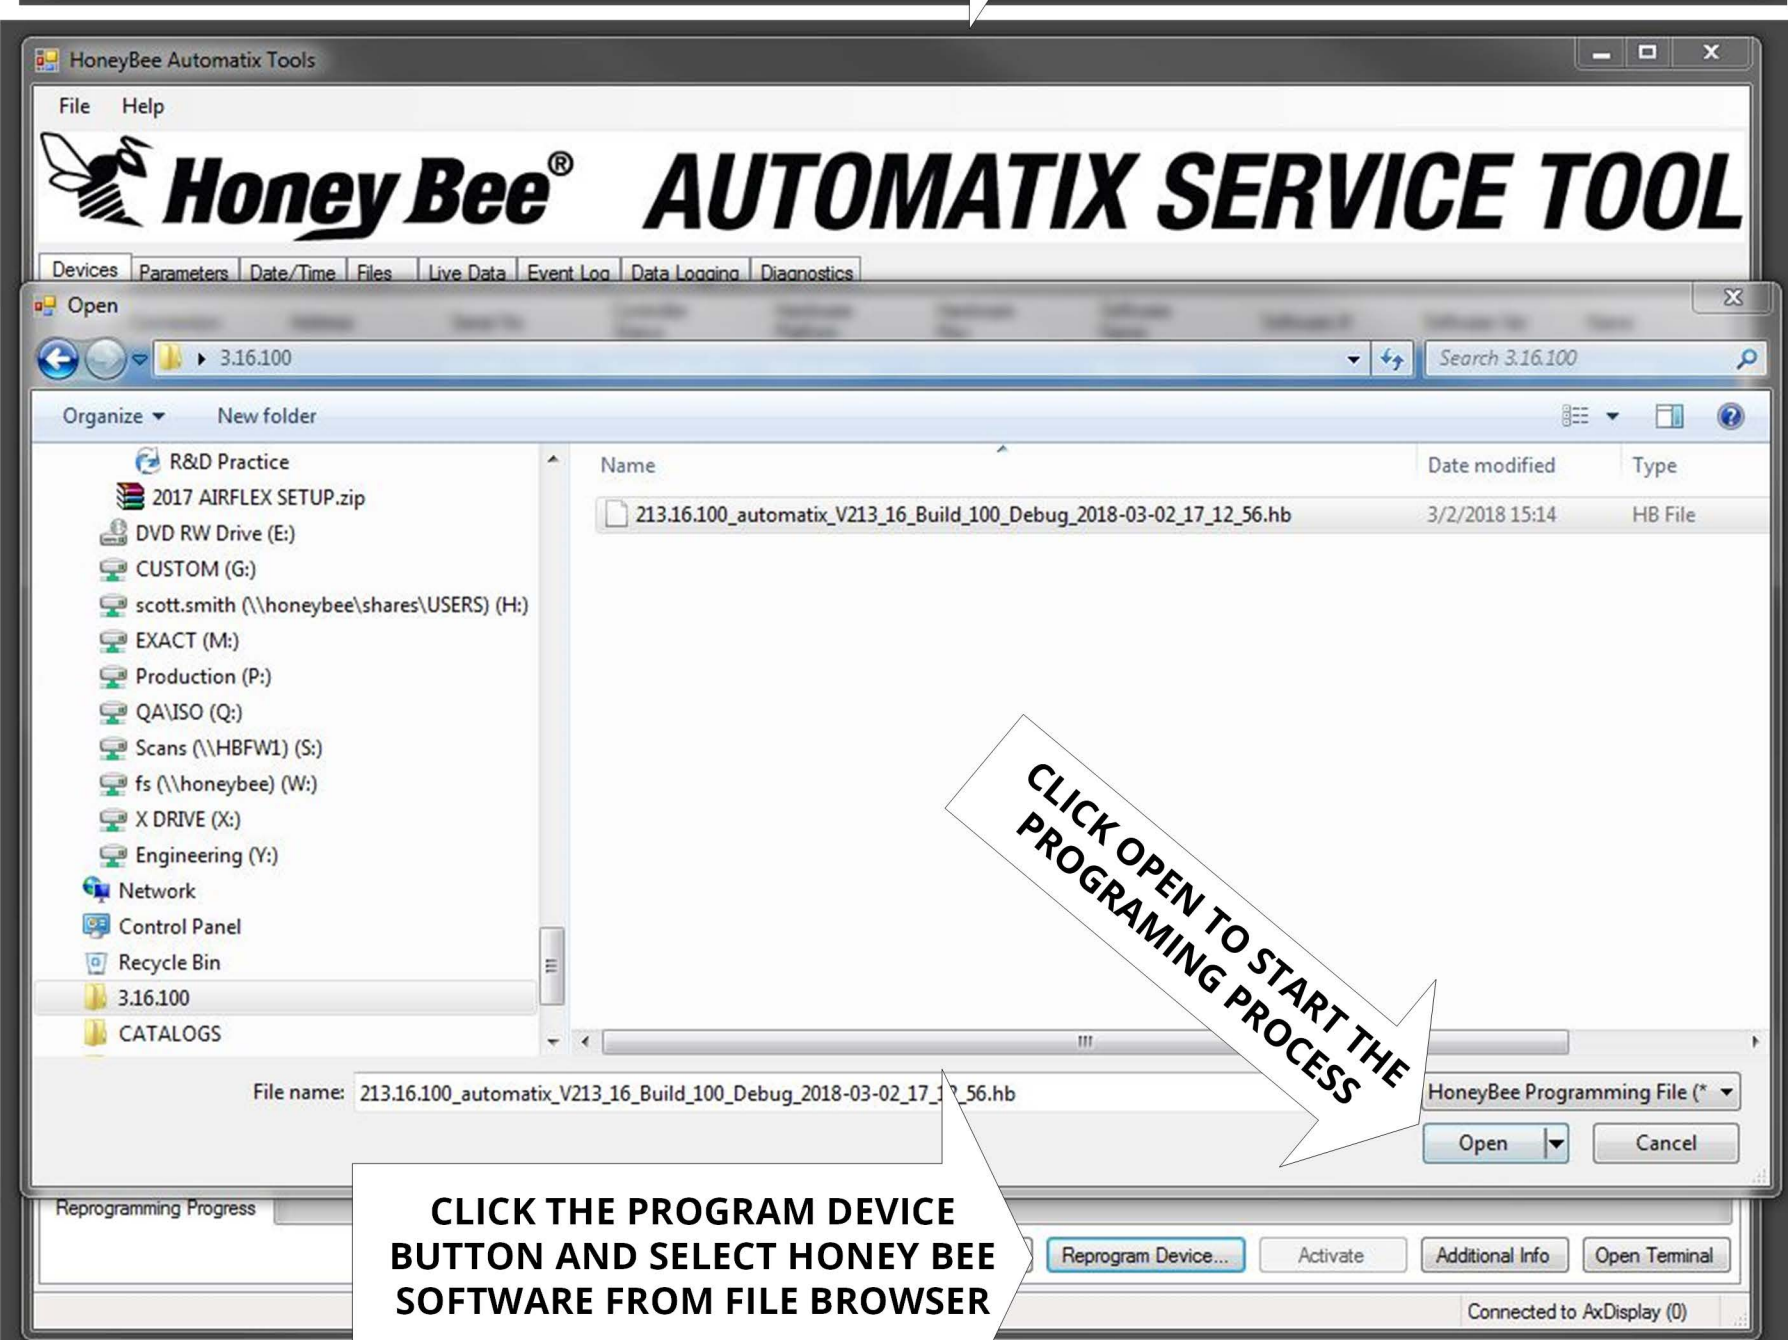 HoneyBee Automatix Tools
File Help
Honey Bee® AUTOMATIX SERVICE TOOL
Devices Parameters Date/Time Files Live Data Event Log Data Logging Diagnostics
Open
3.16.100 Search 3.16.100
Organize New folder
Name Date modified Type
213.16.100_automatix_V213_16_Build_100_Debug_2018-03-02_17_12_56.hb 3/2/2018 15:14 HB File
R&D Practice
2017 AIRFLEX SETUP.zip
DVD RW Drive (E:)
CUSTOM (G:)
scott.smith (\\honeybee\shares\USERS) (H:)
EXACT (M:)
Production (P:)
QA\ISO (Q:)
Scans (\\HBFW1) (S:)
fs (\\honeybee) (W:)
X DRIVE (X:)
Engineering (Y:)
Network
Control Panel
Recycle Bin
3.16.100
CATALOGS
CLICK OPEN TO START THE
PROGRAMING PROCESS
File name: 213.16.100_automatix_V213_16_Build_100_Debug_2018-03-02_17_12_56.hb HoneyBee Programming File (*
Open Cancel
Reprogramming Progress
CLICK THE PROGRAM DEVICE
BUTTON AND SELECT HONEY BEE
SOFTWARE FROM FILE BROWSER
Reprogram Device... Activate Additional Info Open Terminal
Connected to AxDisplay (0)